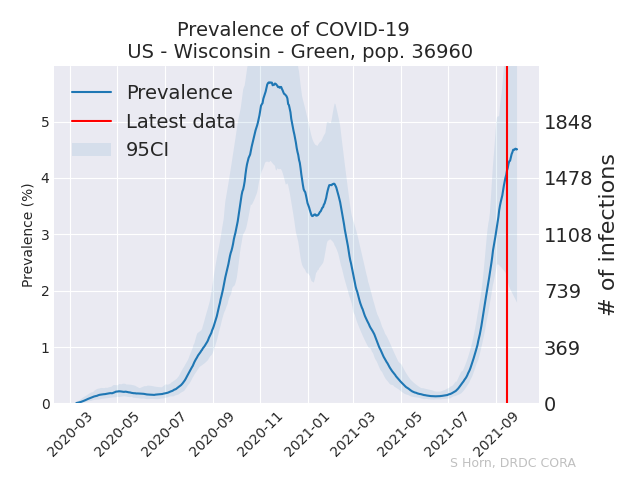 Prevalence of COVID-19
US - Wisconsin - Green, pop. 36960
Prevalence
Latest data
95CI
Prevalence (%)
5
4
3
2
1
0
1848
1478
1108
739
369
0
# of infections
2020-03
2020-05
2020-07
2020-09
2020-11
2021-01
2021-03
2021-05
2021-07
2021-09
S Horn, DRDC CORA